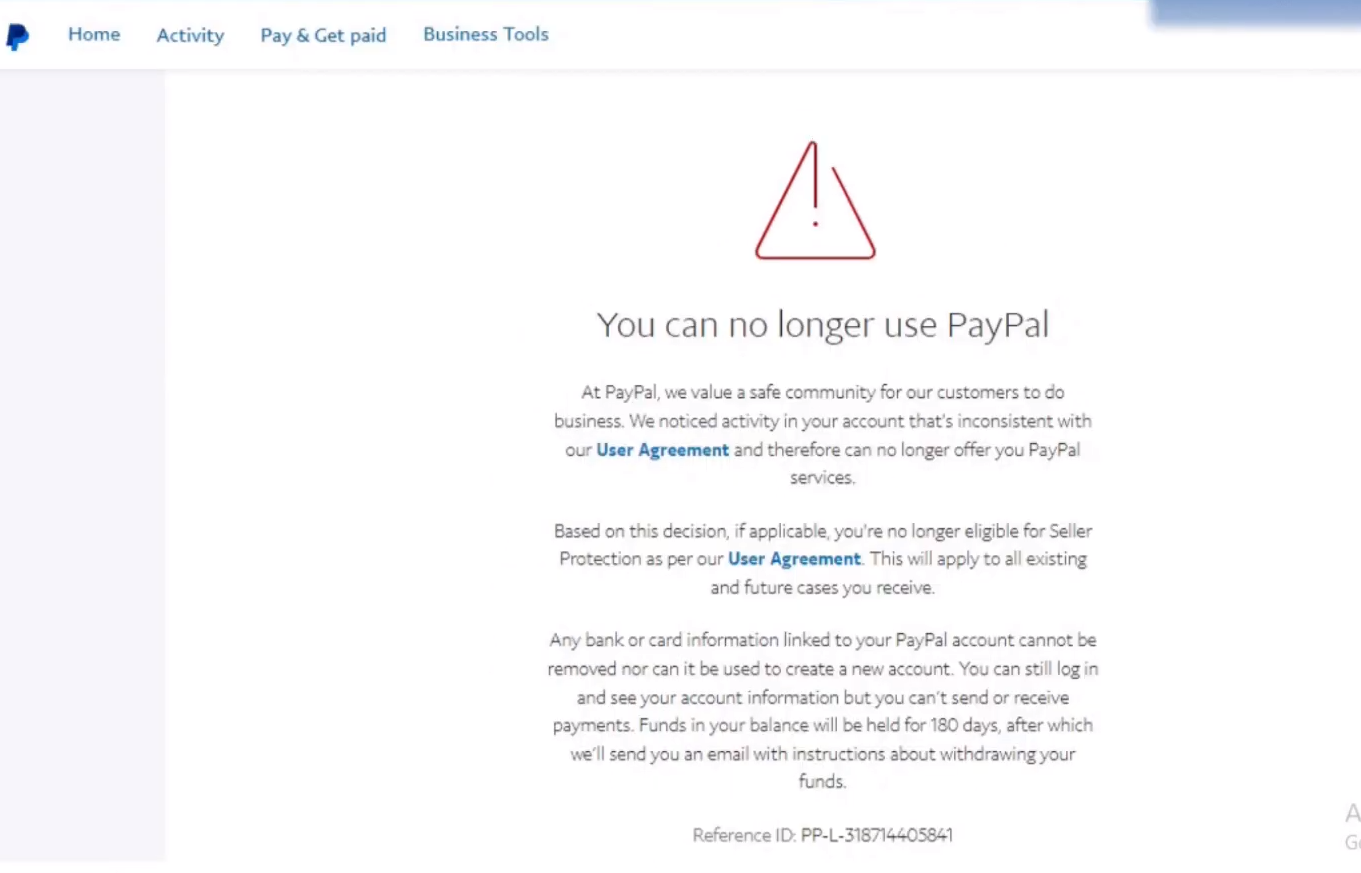 Home Activity Pay & Get paid Business Tools
You can no longer use PayPal
At PayPal, we value a safe community for our customers to do
business. We noticed activity in your account that's inconsistent with
our User Agreement and therefore can no longer offer you PayPal
services.
Based on this decision, if applicable, you're no longer eligible for Seller
Protection as per our User Agreement. This will apply to all existing
and future cases you receive.
Any bank or card information linked to your PayPal account cannot be
removed nor can it be used to create a new account. You can still log in
and see your account information but you can't send or receive
payments. Funds in your balance will be held for 180 days, after which
we'll send you an email with instructions about withdrawing your
funds.
Reference ID: PP-L-318714405841